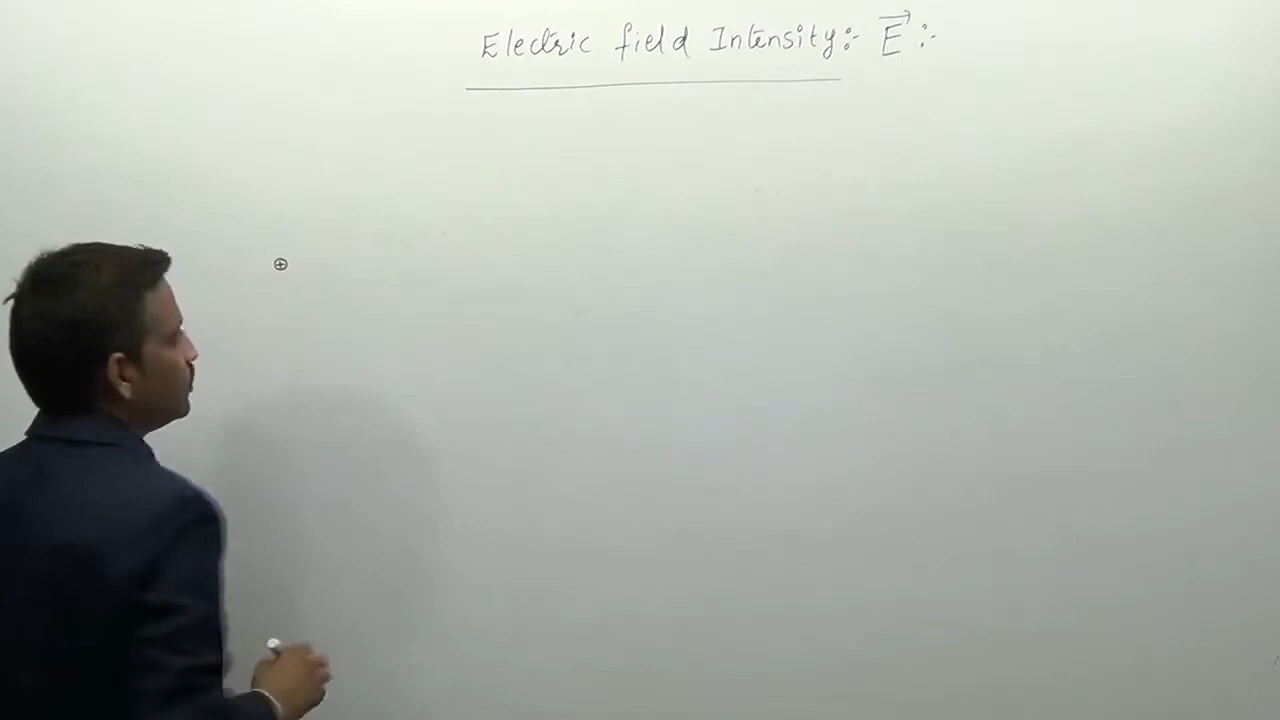 Electric field Intensity:- E⃗ :-
⊕